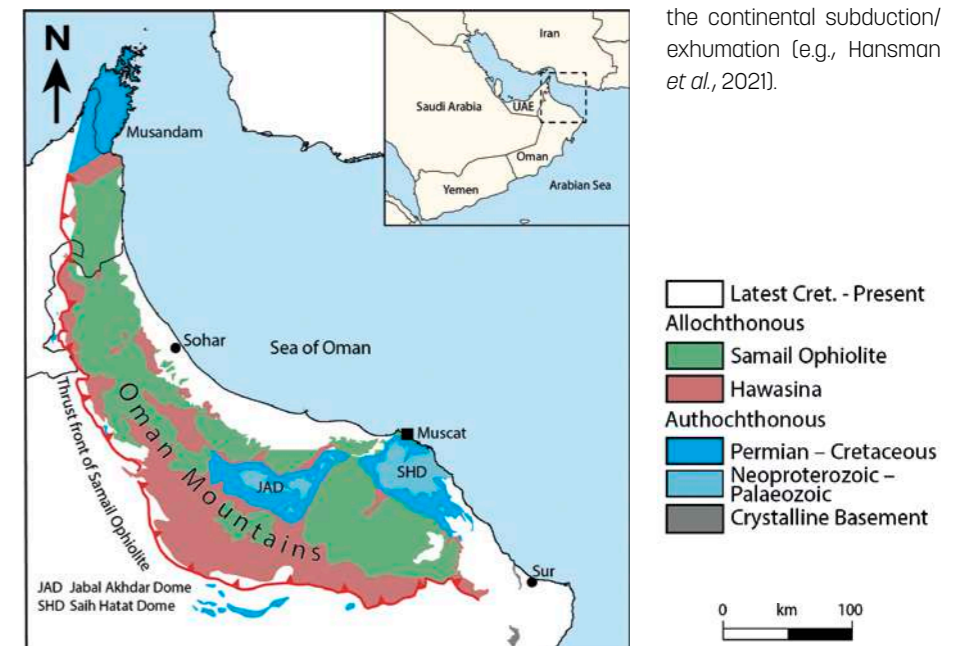 the continental subduction/
exhumation (e.g., Hansman
et al., 2021).
N
Musandam
Iran
Saudi Arabia
UAE
Oman
Yemen
Arabian Sea
Sohar
Sea of Oman
Oman Mountains
Thrust front of Samail Ophiolite
Muscat
SHD
JAD
Sur
JAD Jabal Akhdar Dome
SHD Saih Hatat Dome
Latest Cret. - Present
Allochthonous
Samail Ophiolite
Hawasina
Authochthonous
Permian – Cretaceous
Neoproterozoic –
Palaeozoic
Crystalline Basement
0 km 100